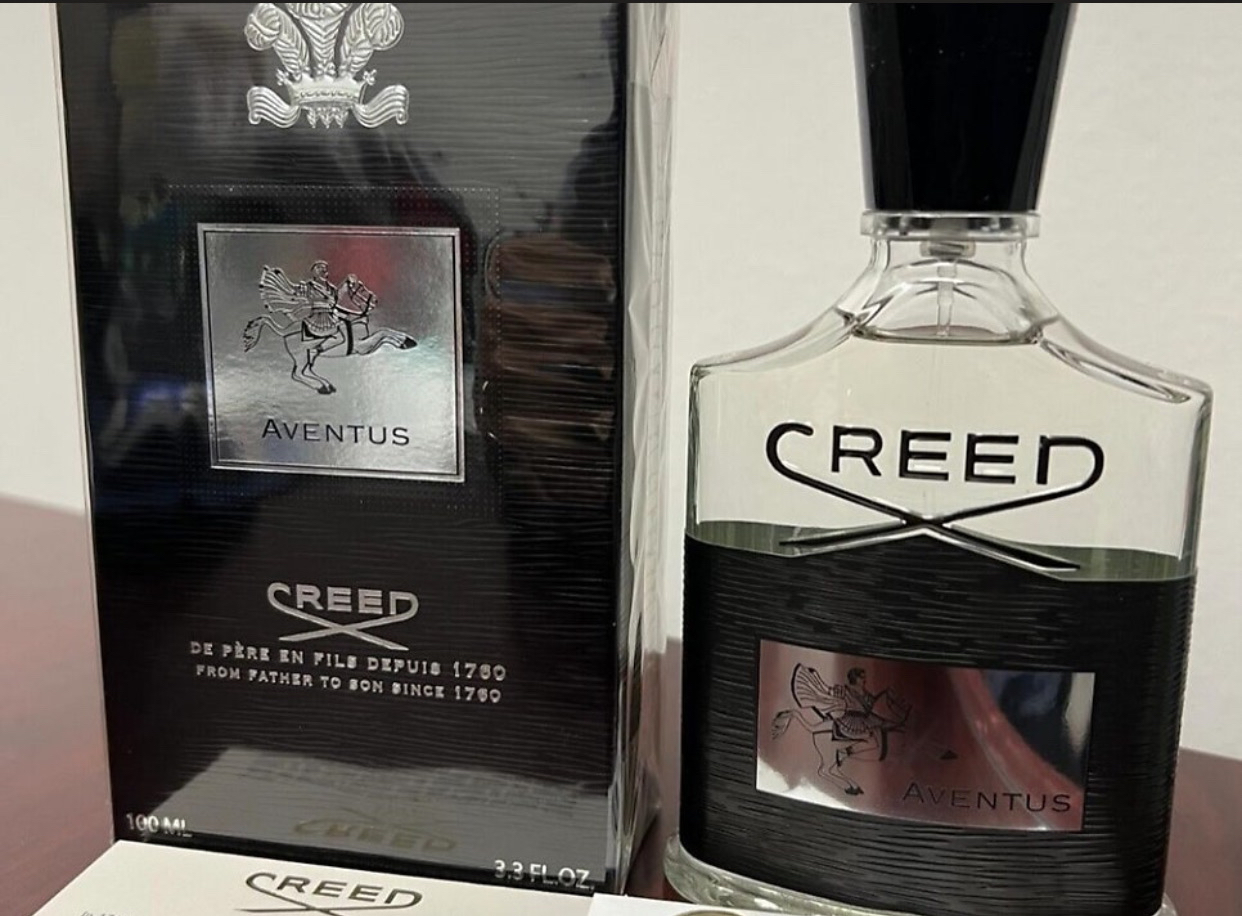 AVENTUS
CREED
DE PÈRE EN FILS DEPUIS 1760
FROM FATHER TO SON SINCE 1760
100 ML
3.3 FL.OZ.
CREED
CREED
AVENTUS